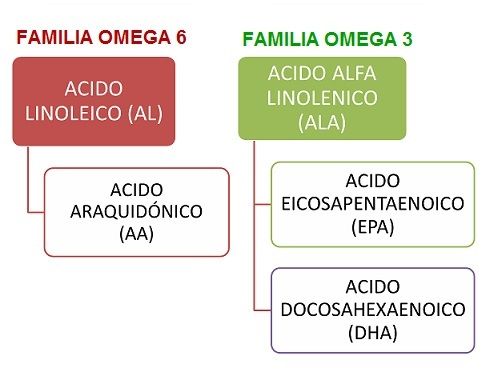 FAMILIA OMEGA 6
ACIDO
LINOLEICO (AL)
ACIDO
ARAQUIDÓNICO
(AA)
FAMILIA OMEGA 3
ACIDO ALFA
LINOLENICO
(ALA)
ACIDO
EICOSAPENTAENOICO
(EPA)
ACIDO
DOCOSAHEXAENOICO
(DHA)